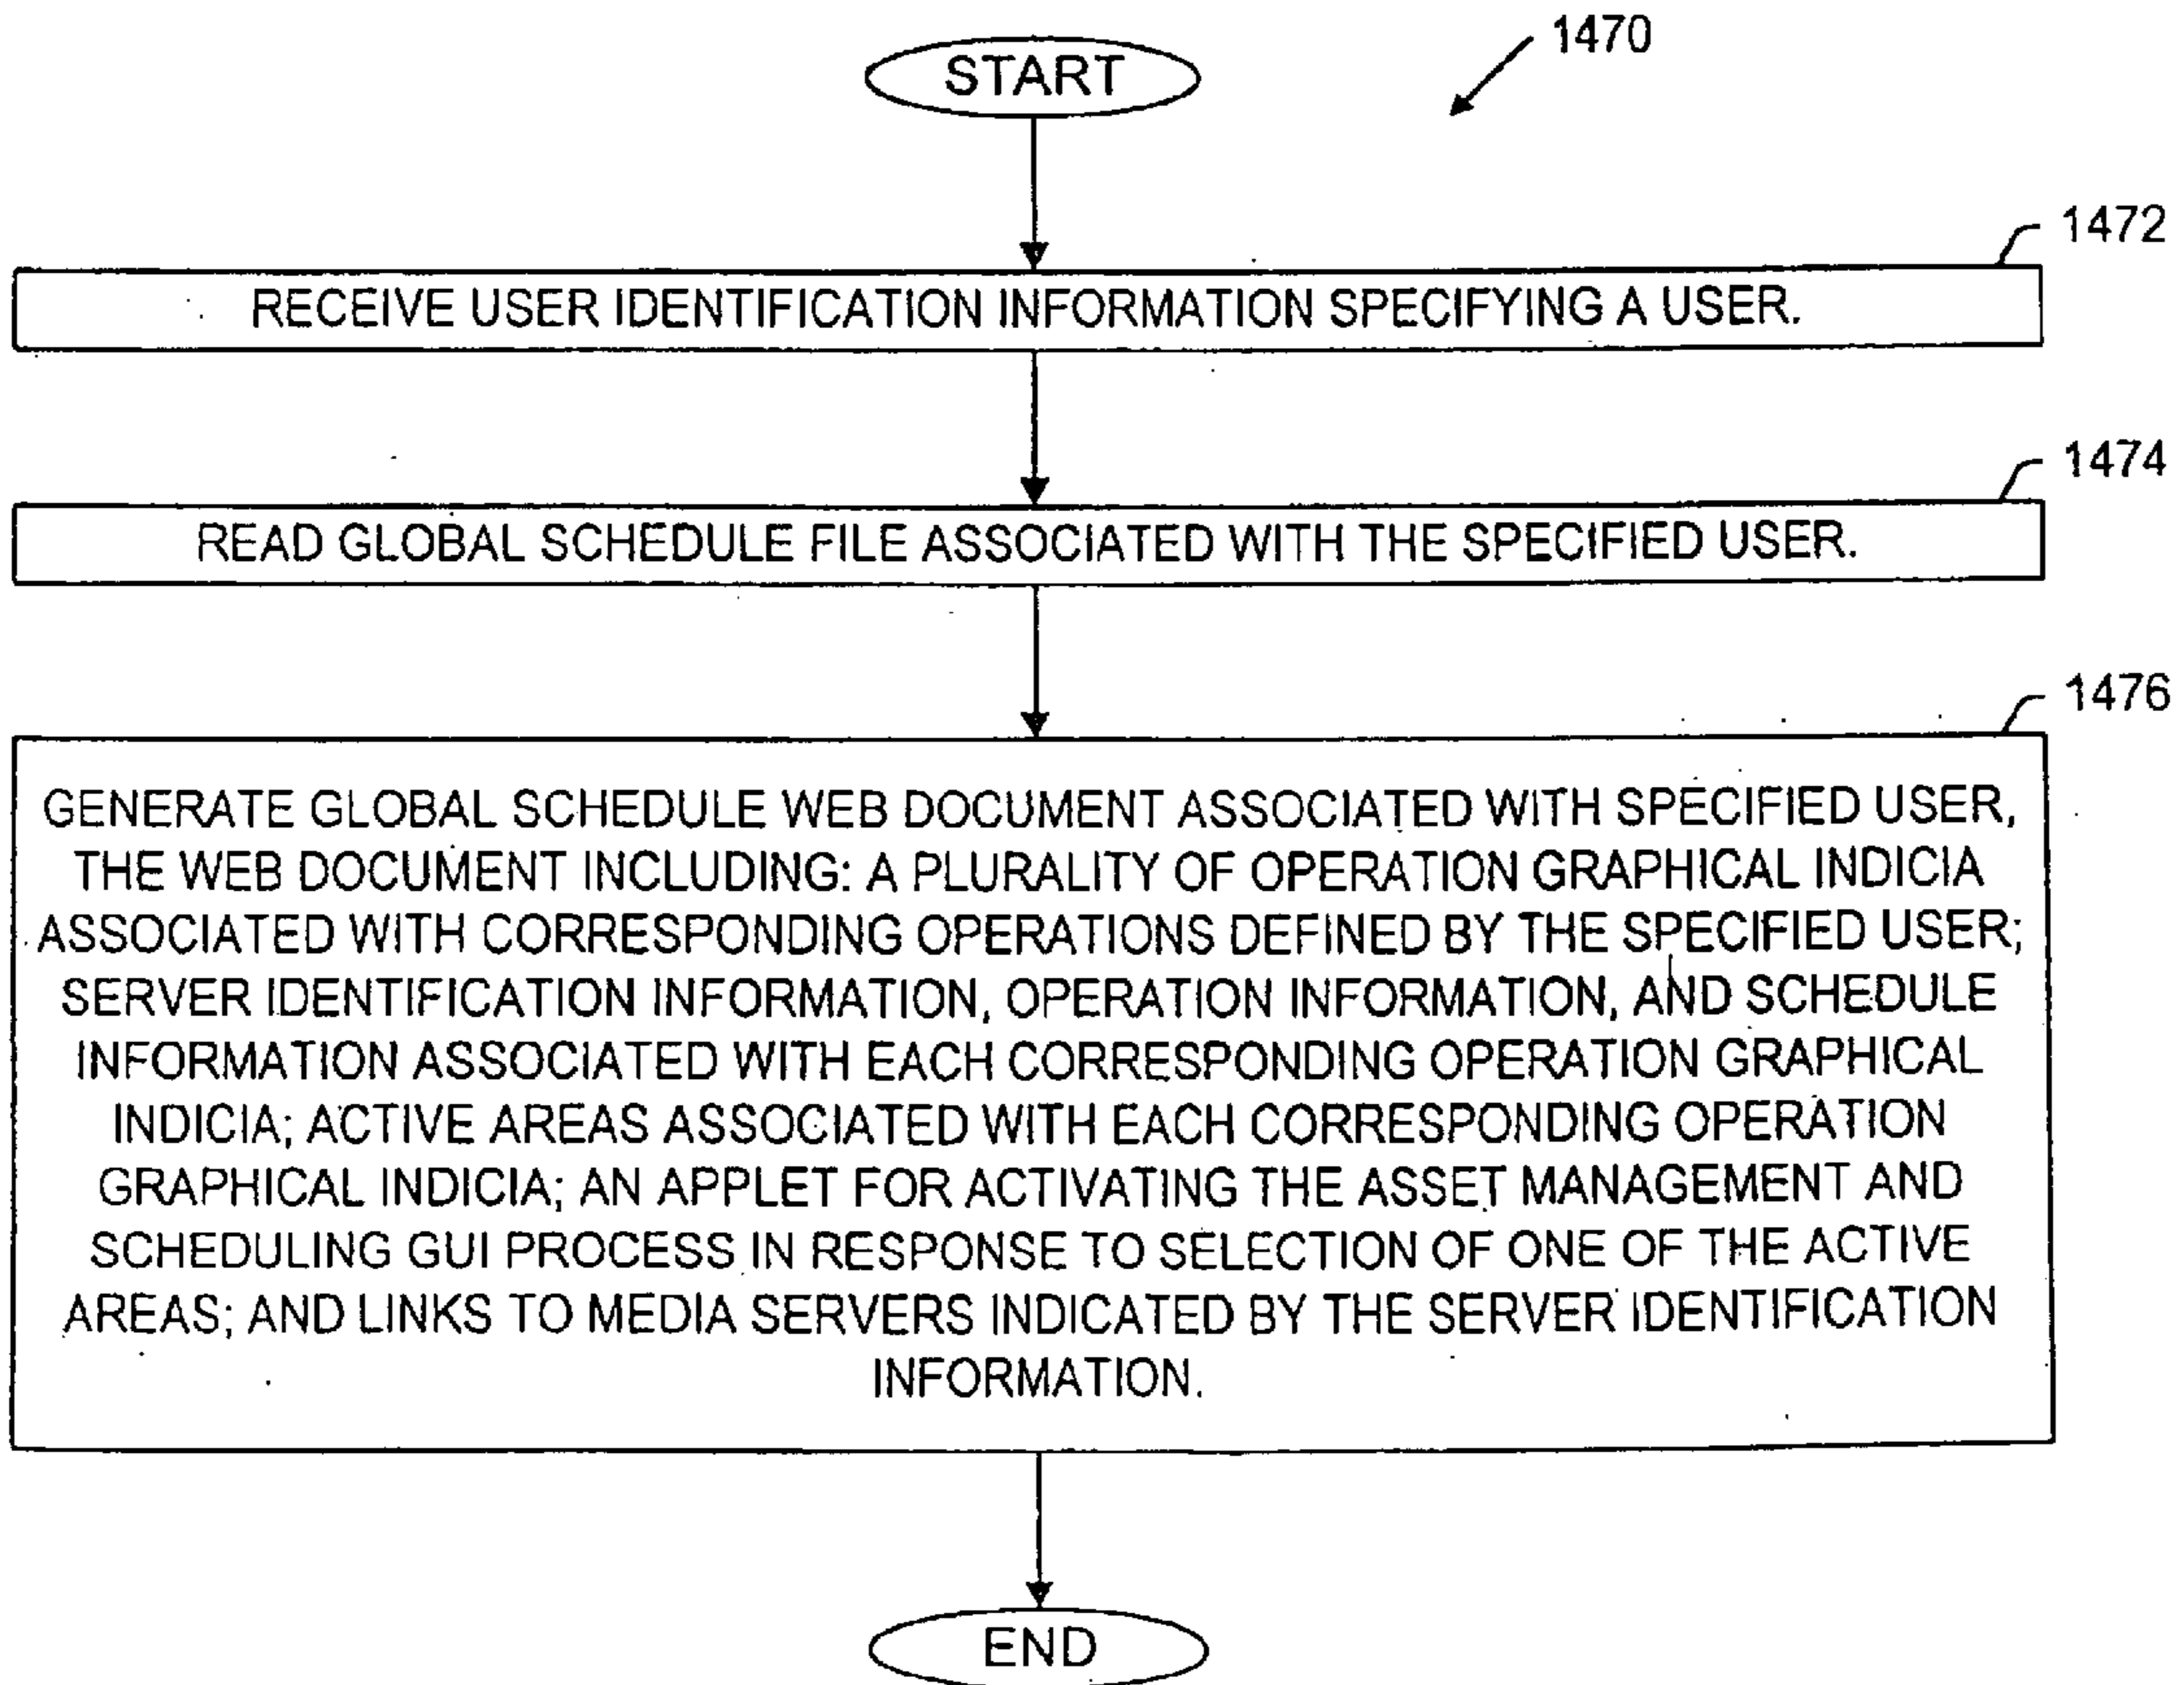 1470
START
1472
RECEIVE USER IDENTIFICATION INFORMATION SPECIFYING A USER.
1474
READ GLOBAL SCHEDULE FILE ASSOCIATED WITH THE SPECIFIED USER.
1476
GENERATE GLOBAL SCHEDULE WEB DOCUMENT ASSOCIATED WITH SPECIFIED USER,
THE WEB DOCUMENT INCLUDING: A PLURALITY OF OPERATION GRAPHICAL INDICIA
ASSOCIATED WITH CORRESPONDING OPERATIONS DEFINED BY THE SPECIFIED USER;
SERVER IDENTIFICATION INFORMATION, OPERATION INFORMATION, AND SCHEDULE
INFORMATION ASSOCIATED WITH EACH CORRESPONDING OPERATION GRAPHICAL
INDICIA; ACTIVE AREAS ASSOCIATED WITH EACH CORRESPONDING OPERATION
GRAPHICAL INDICIA; AN APPLET FOR ACTIVATING THE ASSET MANAGEMENT AND
SCHEDULING GUI PROCESS IN RESPONSE TO SELECTION OF ONE OF THE ACTIVE
AREAS; AND LINKS TO MEDIA SERVERS INDICATED BY THE SERVER IDENTIFICATION
INFORMATION.
END